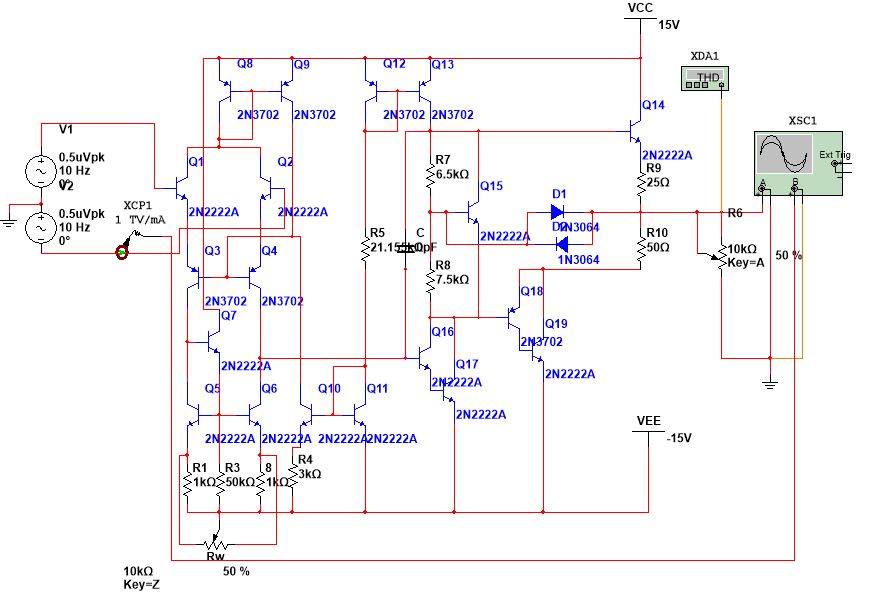 VCC
15V
XDA1
THD
Q8
Q9
Q12
Q13
2N3702
2N3702
2N3702
2N3702
Q14
XSC1
Ext Trig
A
B
V1
0.5uVpk
10 Hz
0°
V2
0.5uVpk
10 Hz
0°
XCP1
1 TV/mA
Q1
Q2
2N2222A
2N2222A
R7
6.5kΩ
Q15
2N2222A
2N2222A
R9
25Ω
D1
1N3064
D2
1N3064
R10
50Ω
R6
10kΩ
Key=A
50 %
R5
C
R8
7.5kΩ
Q3
Q4
2N3702
2N3702
Q7
2N2222A
Q18
2N3702
Q19
2N2222A
Q16
2N2222A
Q17
2N2222A
Q5
Q6
Q10
Q11
2N2222A
2N2222A
2N2222A
2N2222A
VEE
-15V
R1
1kΩ
R3
50kΩ
8
1kΩ
R4
3kΩ
Rw
10kΩ
Key=Z
50 %